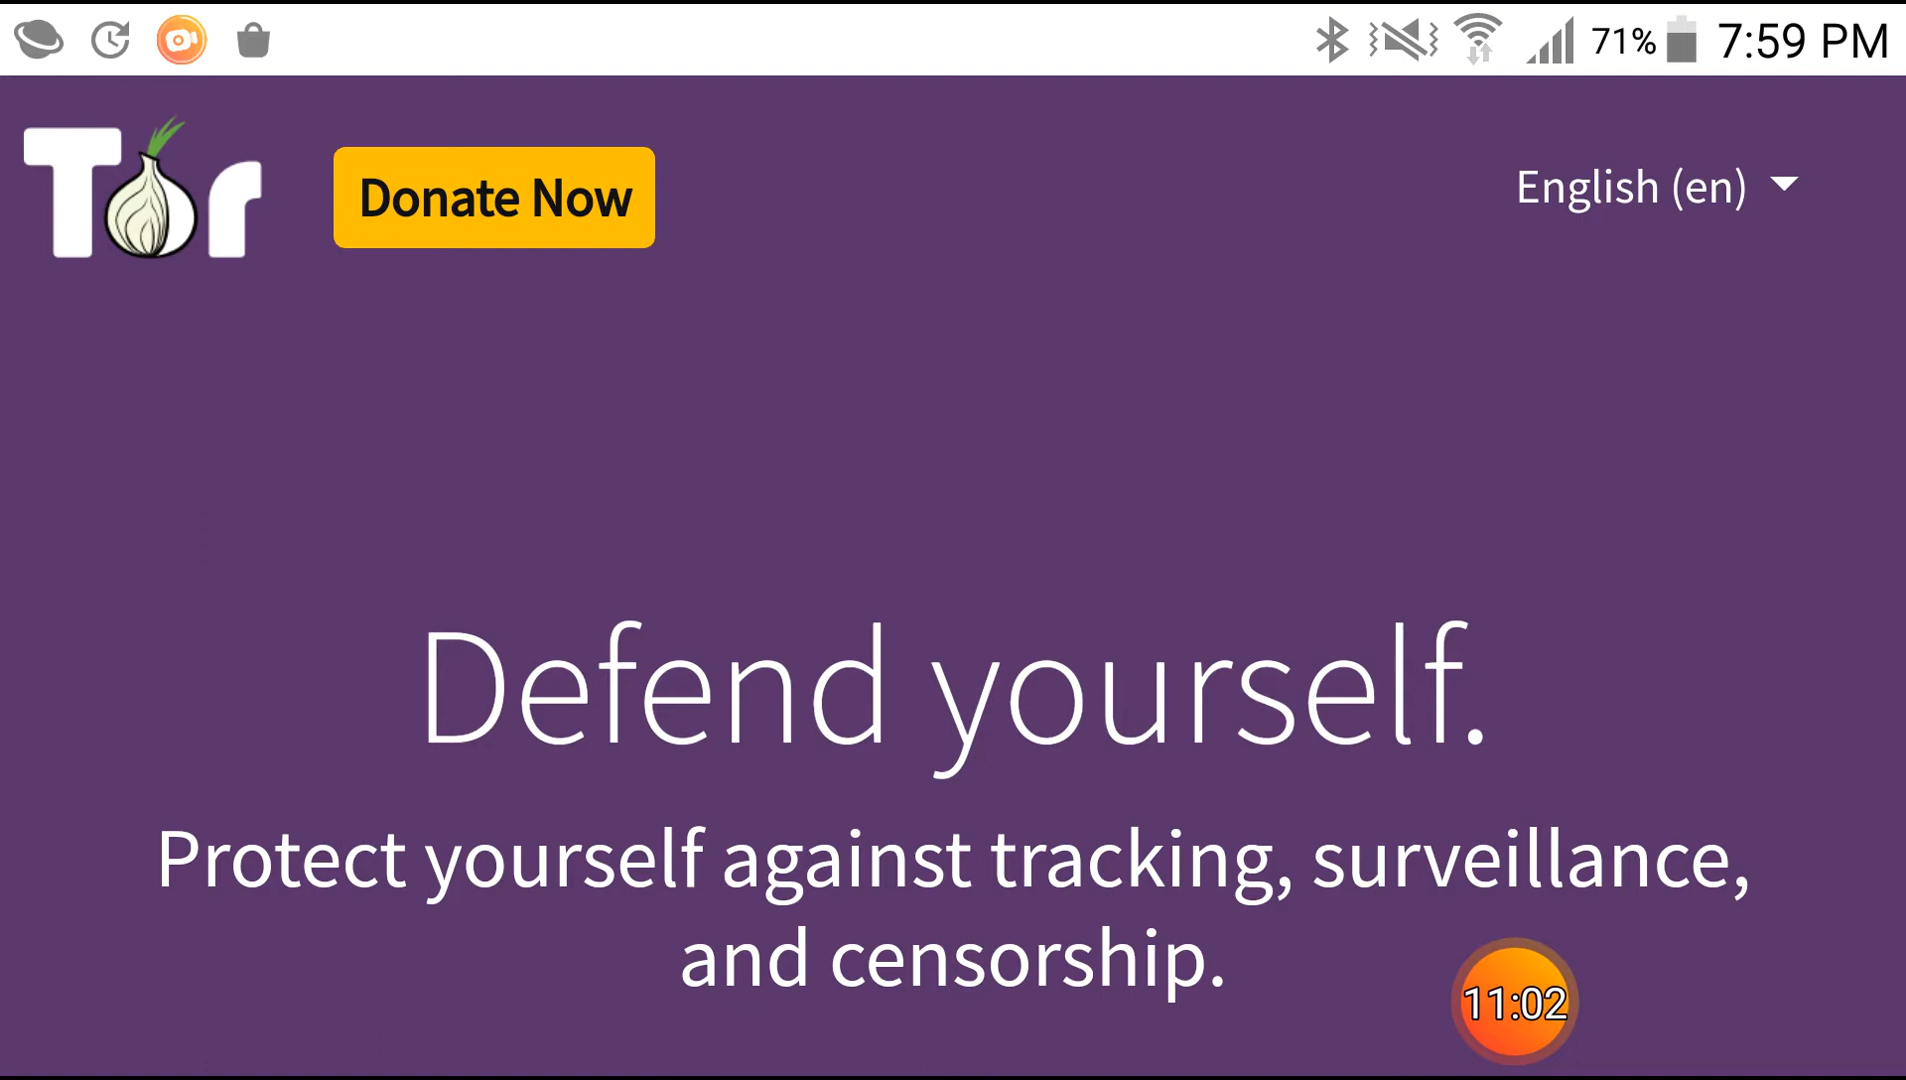 71% 7:59 PM
Tor
Donate Now
English (en)
Defend yourself.
Protect yourself against tracking, surveillance,
and censorship.
11:02